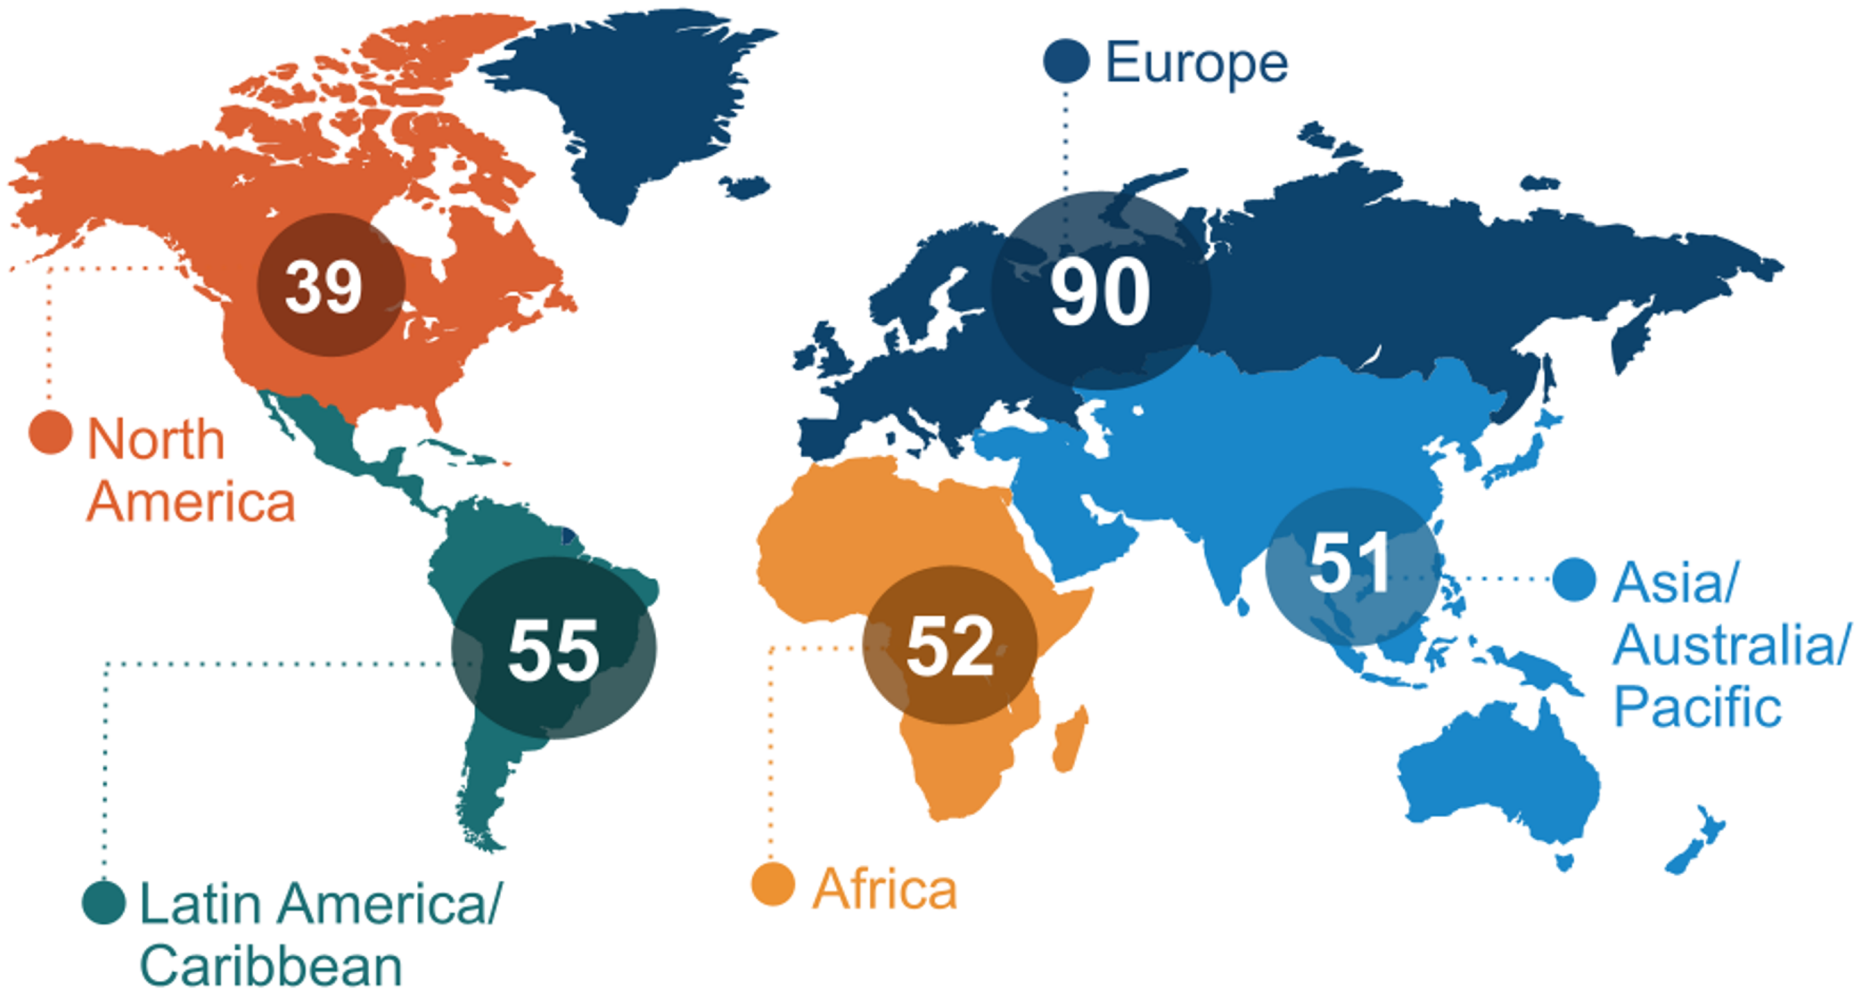 Europe
39
90
North
America
51
Asia/
Australia/
Pacific
55
52
Africa
Latin America/
Caribbean